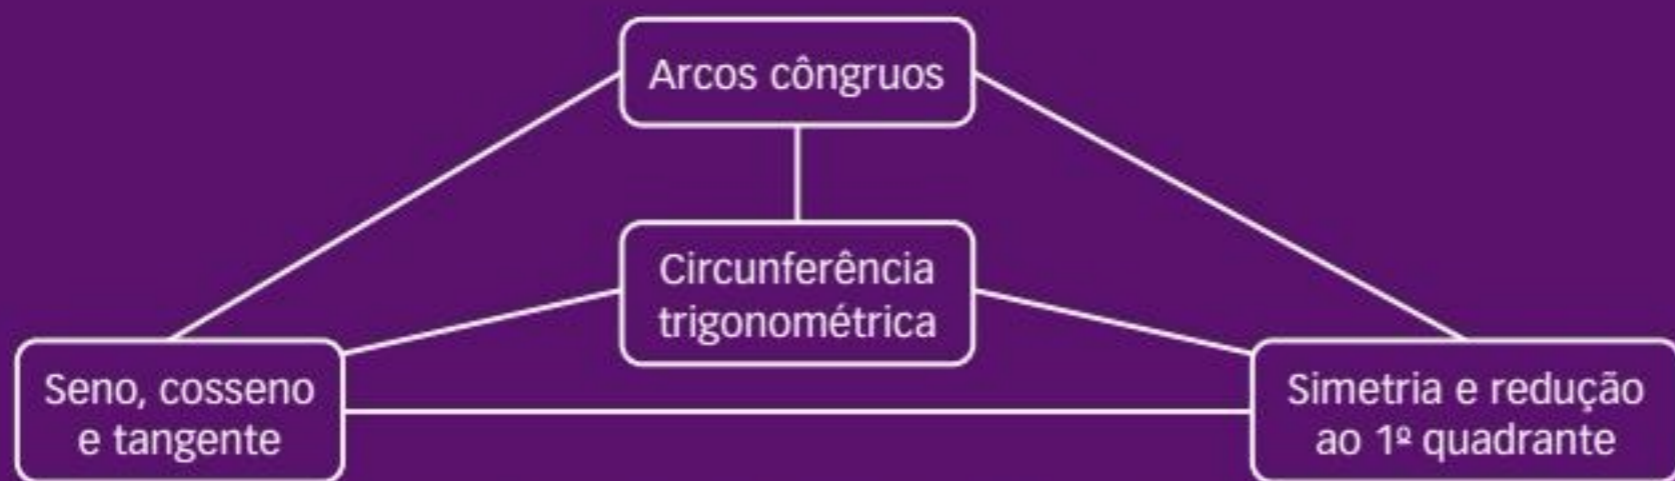 Arcos côngruos
Circunferência
trigonométrica
Seno, cosseno
e tangente
Simetria e redução
ao 1º quadrante